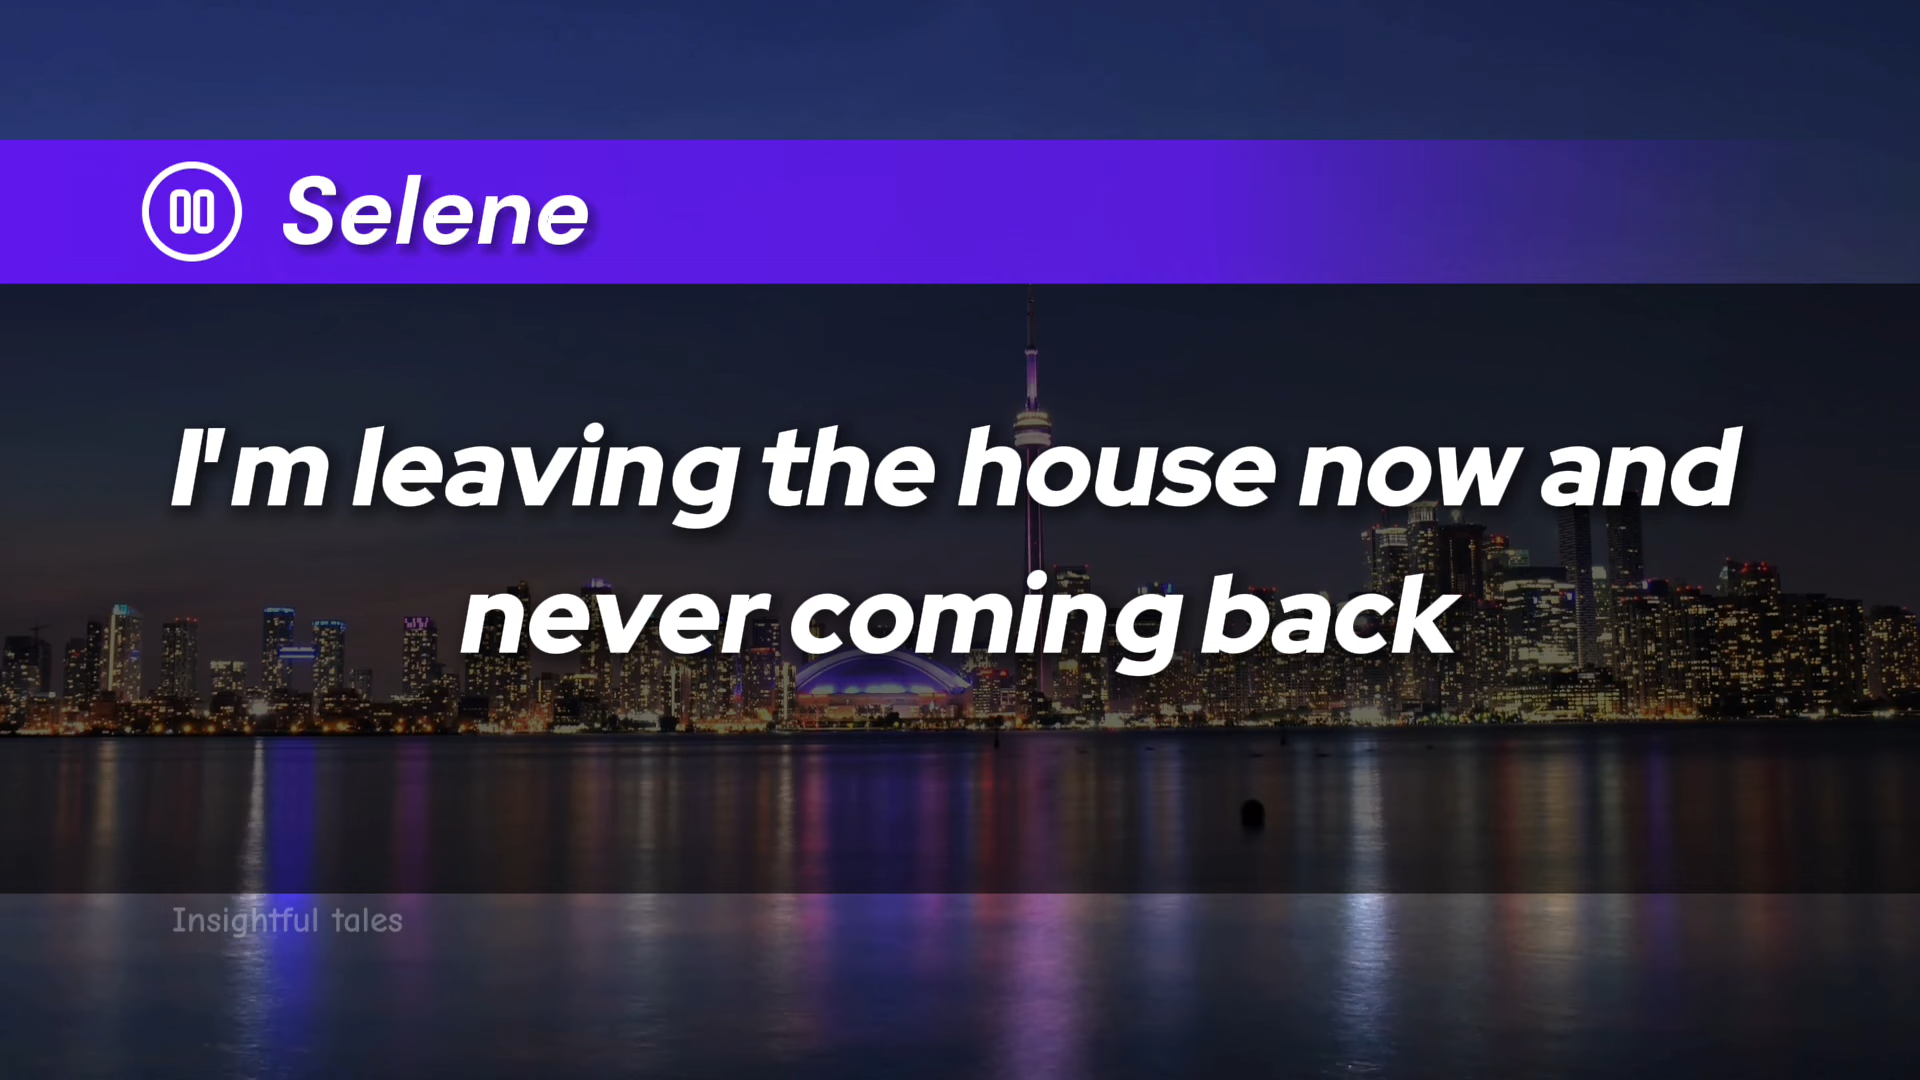 Selene
I'm leaving the house now and
never coming back
Insightful tales